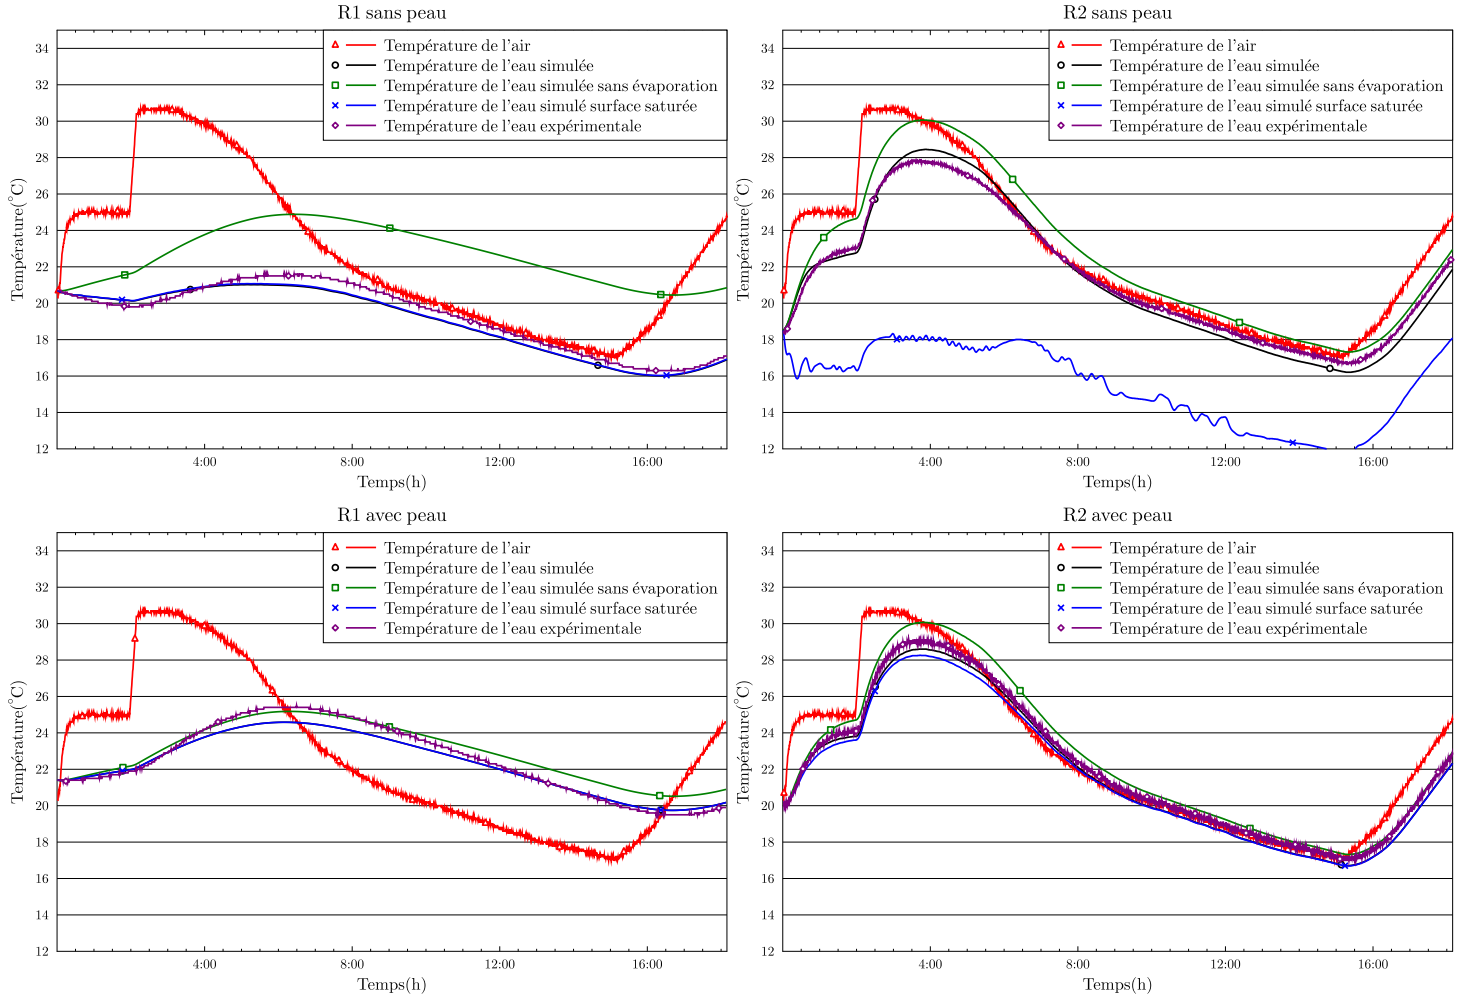 R1 sans peau
Température(°C)
34
32
30
28
26
24
22
20
18
16
14
12
Température de l'air
Température de l'eau simulée
Température de l'eau simulée sans évaporation
Température de l'eau simulé surface saturée
Température de l'eau expérimentale
4:00 8:00 12:00 16:00
Temps(h)
R2 sans peau
Température(°C)
34
32
30
28
26
24
22
20
18
16
14
12
Température de l'air
Température de l'eau simulée
Température de l'eau simulée sans évaporation
Température de l'eau simulé surface saturée
Température de l'eau expérimentale
4:00 8:00 12:00 16:00
Temps(h)
R1 avec peau
Température(°C)
34
32
30
28
26
24
22
20
18
16
14
12
Température de l'air
Température de l'eau simulée
Température de l'eau simulée sans évaporation
Température de l'eau simulé surface saturée
Température de l'eau expérimentale
4:00 8:00 12:00 16:00
Temps(h)
R2 avec peau
Température(°C)
34
32
30
28
26
24
22
20
18
16
14
12
Température de l'air
Température de l'eau simulée
Température de l'eau simulée sans évaporation
Température de l'eau simulé surface saturée
Température de l'eau expérimentale
4:00 8:00 12:00 16:00
Temps(h)